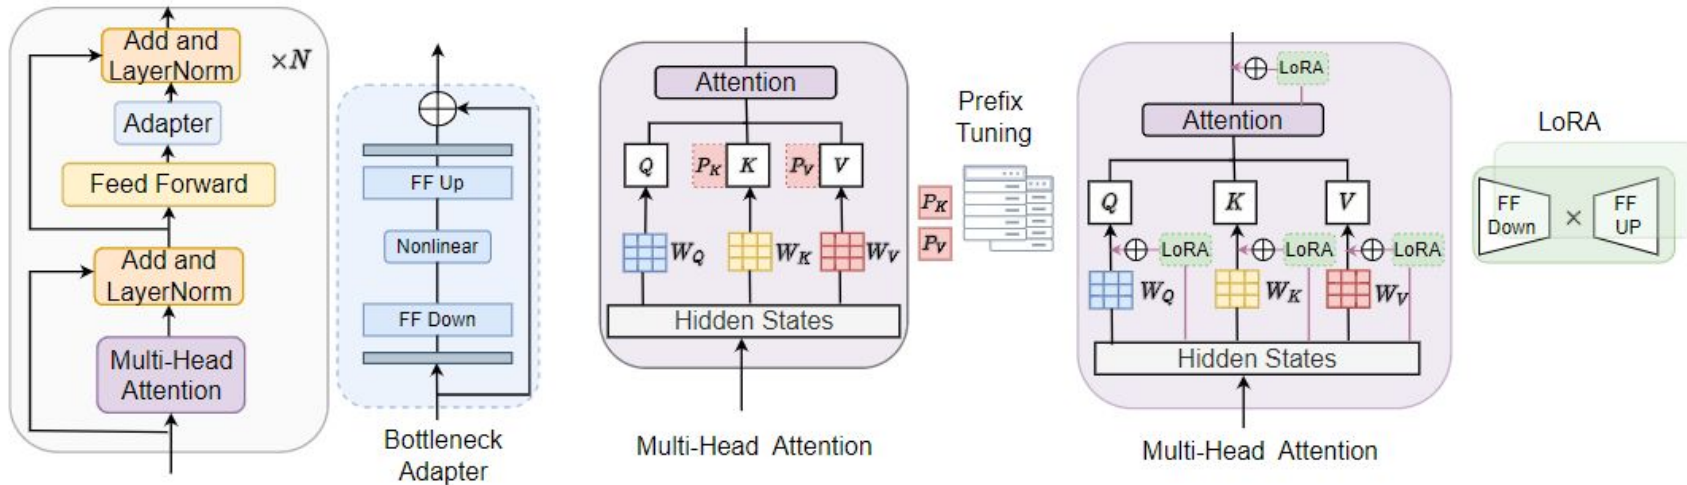 Add and
LayerNorm
×N
Adapter
Feed Forward
Add and
LayerNorm
Multi-Head
Attention
FF Up
Nonlinear
FF Down
Bottleneck
Adapter
Attention
Q
P_K
K
P_V
V
W_Q
W_K
W_V
Hidden States
Multi-Head Attention
Prefix
Tuning
P_K
P_V
LoRA
Attention
Q
K
V
LoRA
LoRA
LoRA
W_Q
W_K
W_V
Hidden States
Multi-Head Attention
LoRA
FF
Down
×
FF
UP